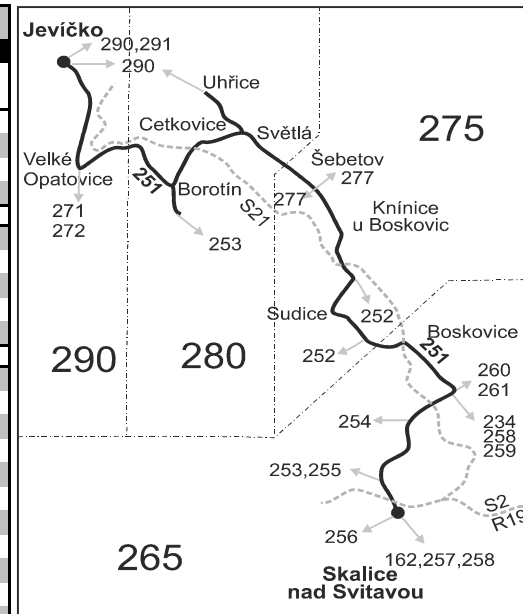 Jevíčko
290,291
290
Uhřice
Cetkovice
Světlá
275
Velké
Opatovice
251
Borotín
S21
Šebetov
277
277
271
272
253
Knínice
u Boskovic
252
Sudice
290
280
252
Boskovice
251
260
261
254
234
258
259
253,255
S2
R19
256
265
162,257,258
Skalice
nad Svitavou